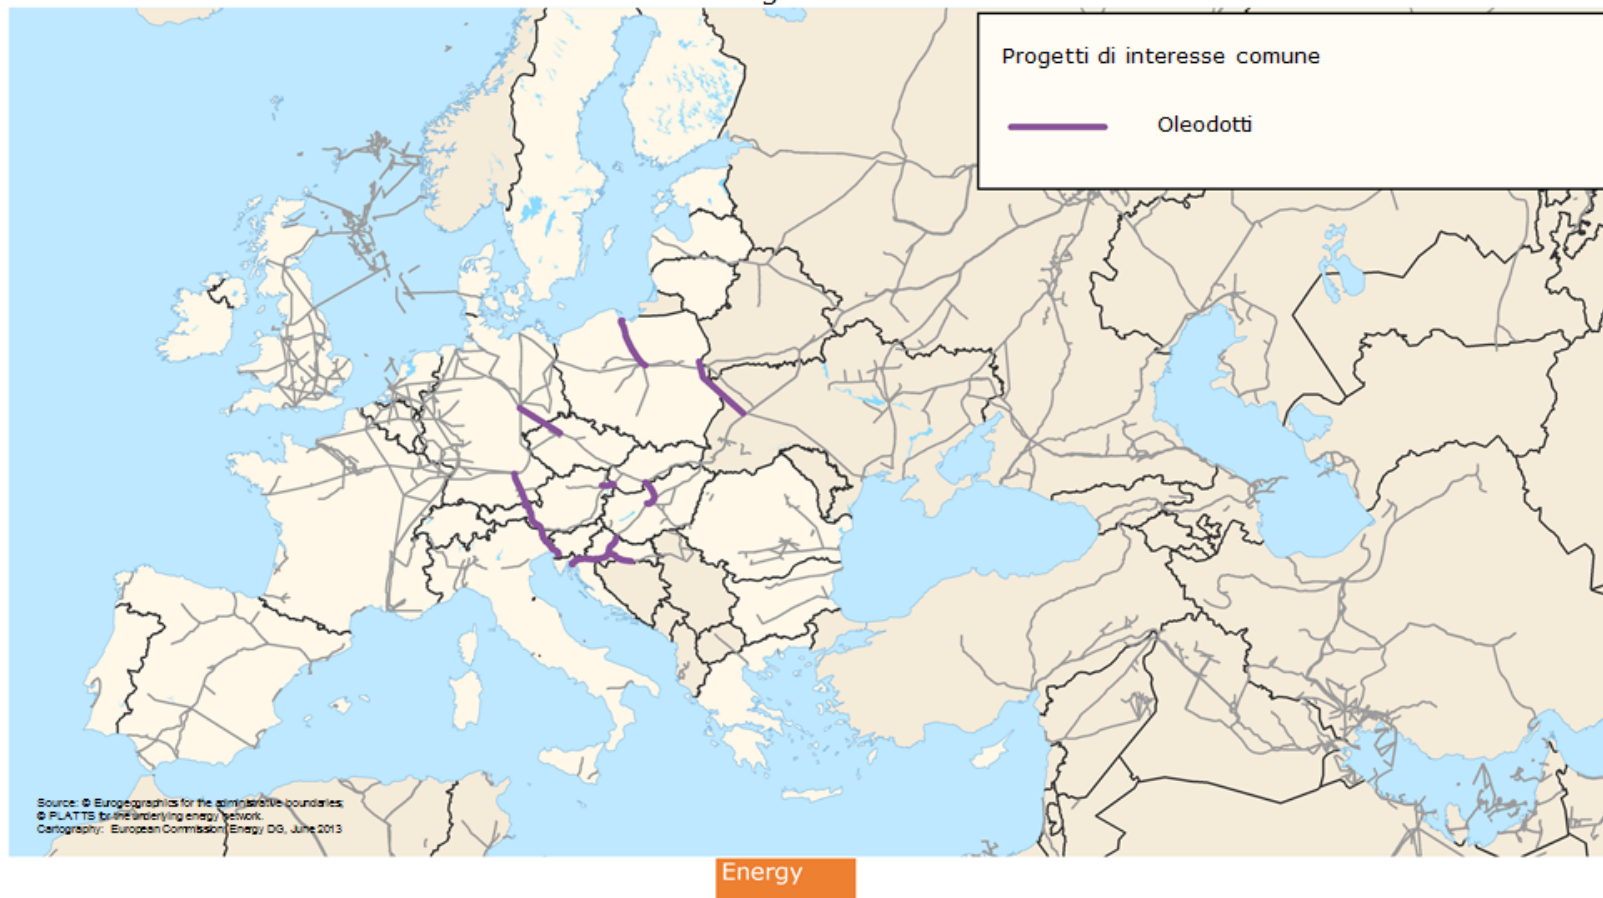 Progetti di interesse comune
Oleodotti
Source: © Eurogeographics for the administrative boundaries;
© PLATTS for the underlying energy network.
Cartography: European Commission, Energy DG, June 2013
Energy